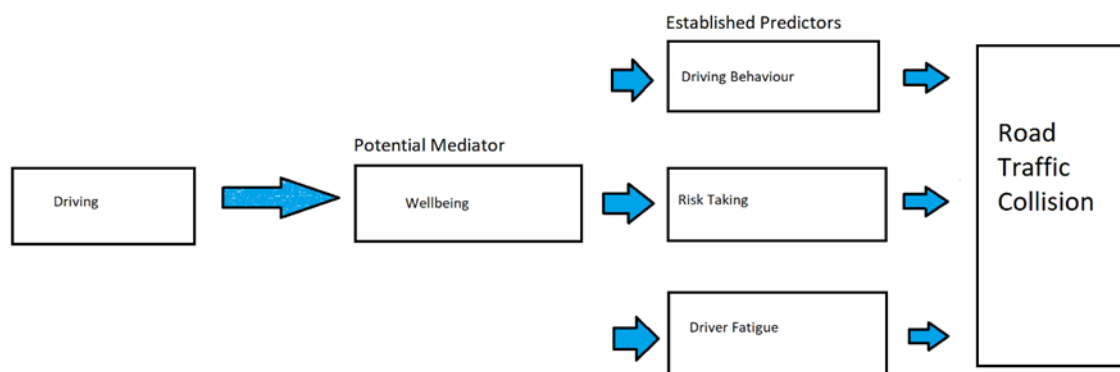 Established Predictors
Driving Behaviour
Potential Mediator
Driving
Wellbeing
Risk Taking
Driver Fatigue
Road
Traffic
Collision